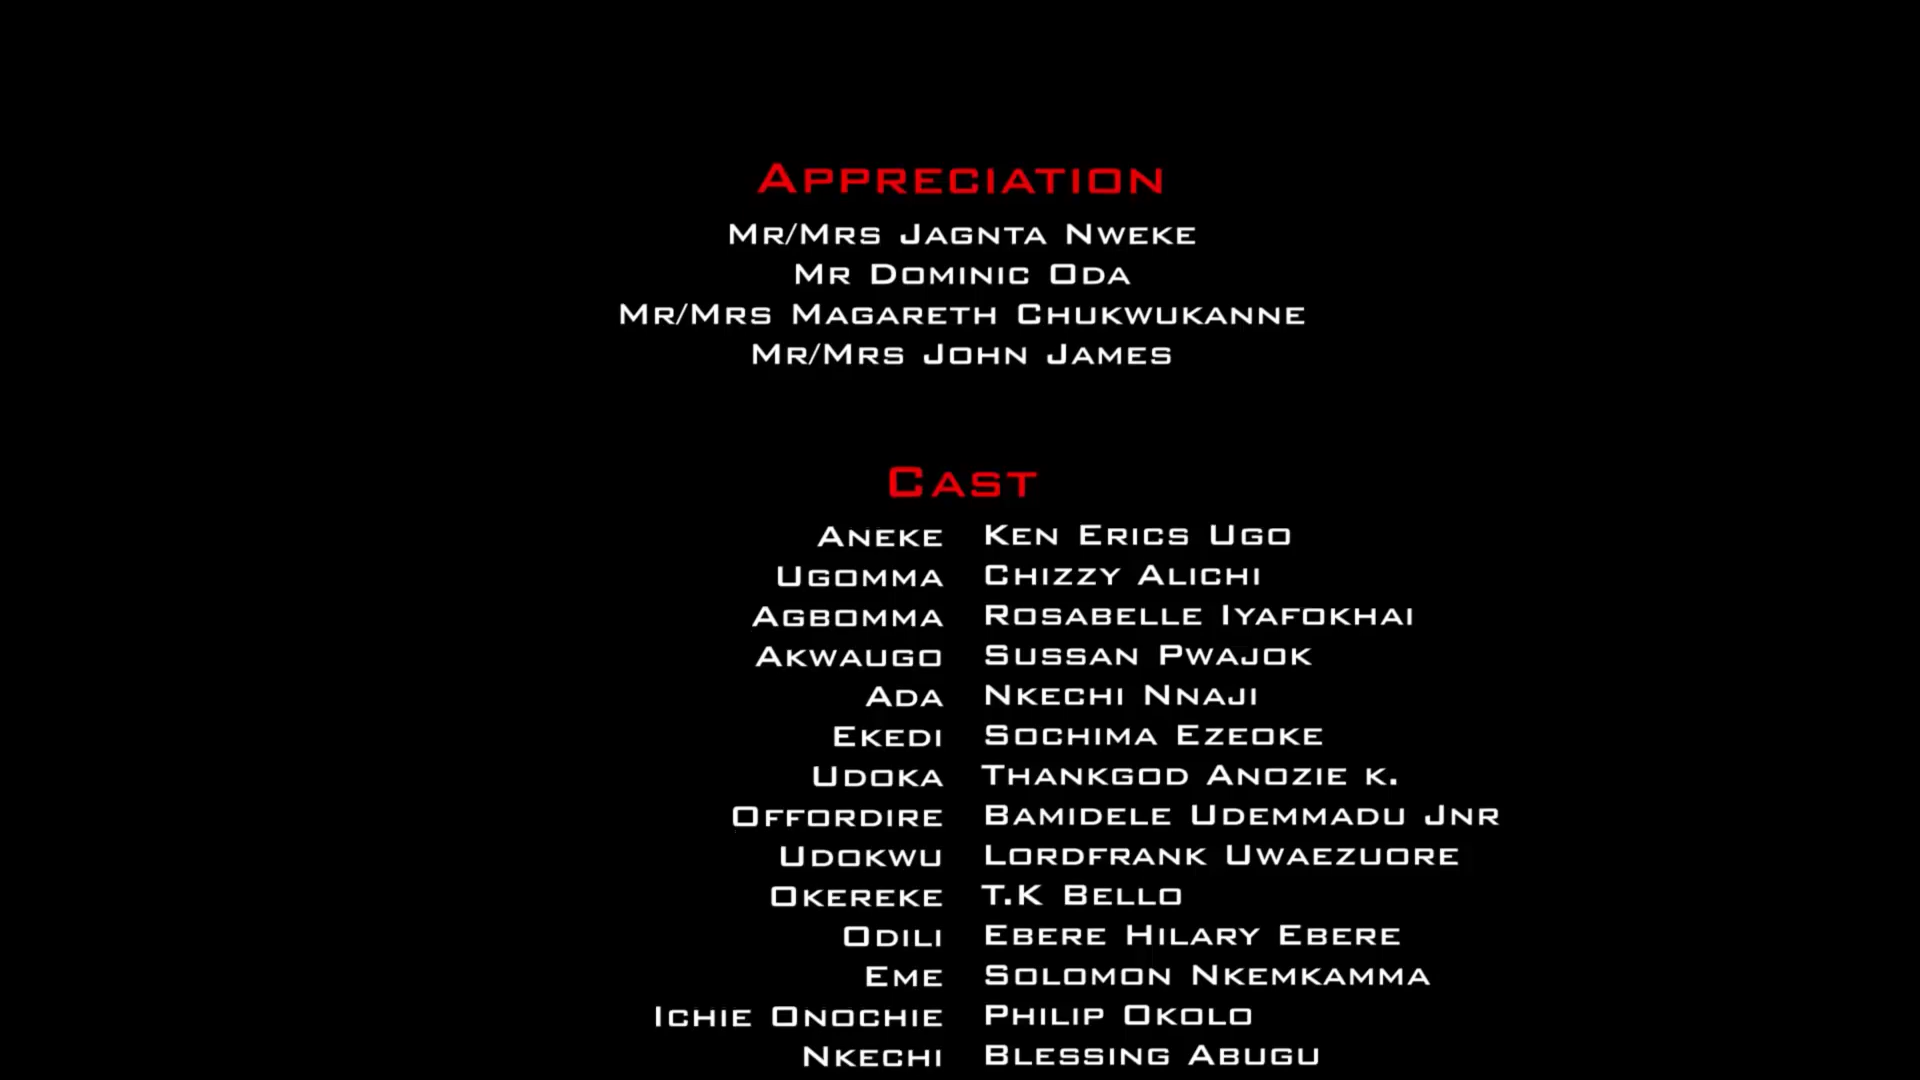 Appreciation
Mr/Mrs Jagnta Nweke
Mr Dominic Oda
Mr/Mrs Magareth Chukwukanne
Mr/Mrs John James
Cast
Aneke Ken Erics Ugo
Ugomma Chizzy Alichi
Agbomma Rosabelle Iyafokhai
Akwaugo Sussan Pwajok
Ada Nkechi Nnaji
Ekedi Sochima Ezeoke
Udoka Thankgod Anozie k.
Offordire Bamidele Udemmadu Jnr
Udokwu Lordfrank Uwaezuore
Okereke T.K Bello
Odili Ebere Hilary Ebere
Eme Solomon Nkemkamma
Ichie Onochie Philip Okolo
Nkechi Blessing Abugu